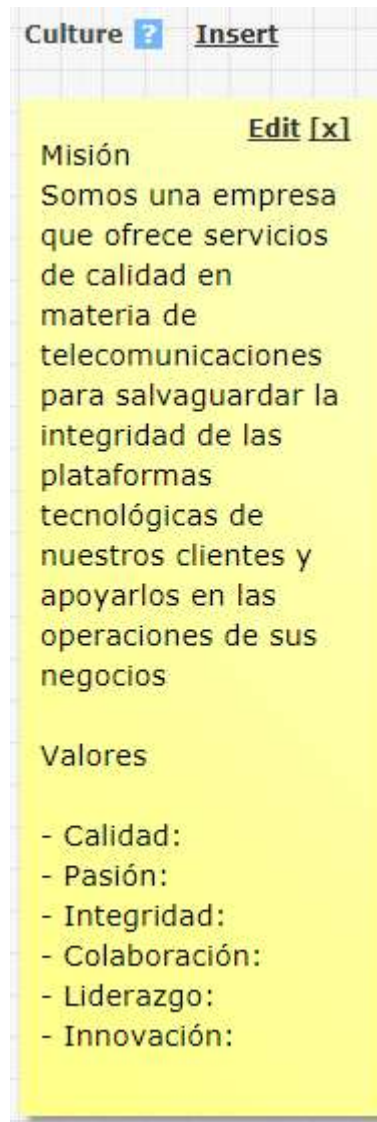 Culture ? Insert
Edit [x]
Misión
Somos una empresa
que ofrece servicios
de calidad en
materia de
telecomunicaciones
para salvaguardar la
integridad de las
plataformas
tecnológicas de
nuestros clientes y
apoyarlos en las
operaciones de sus
negocios
Valores
- Calidad:
- Pasión:
- Integridad:
- Colaboración:
- Liderazgo:
- Innovación: